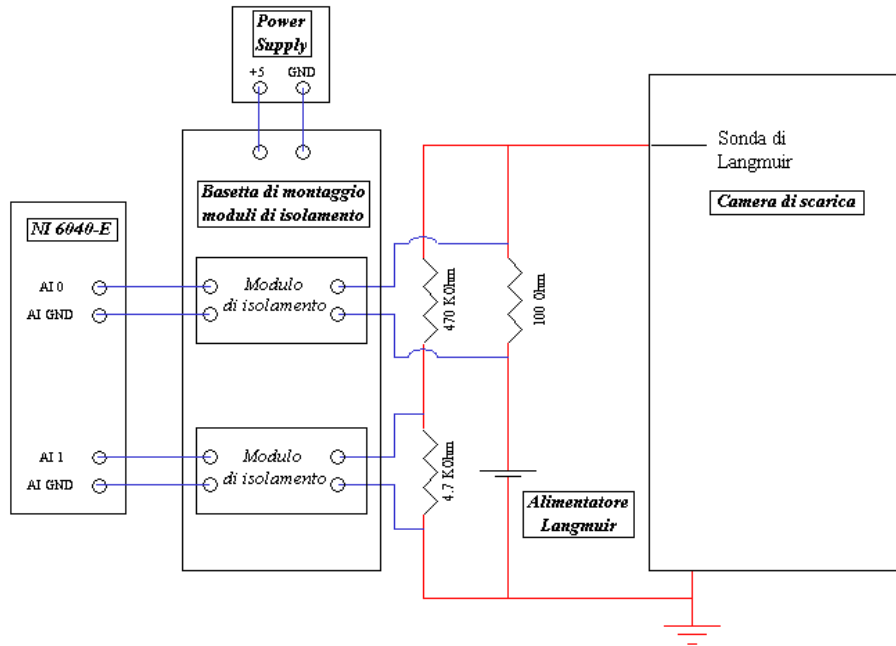 Power
Supply
+5 GND
Basetta di montaggio
moduli di isolamento
NI 6040-E
AI 0
AI GND
Modulo
di isolamento
470 KOhm
100 Ohm
Sonda di
Langmuir
Camera di scarica
AI 1
AI GND
Modulo
di isolamento
4.7 KOhm
Alimentatore
Langmuir